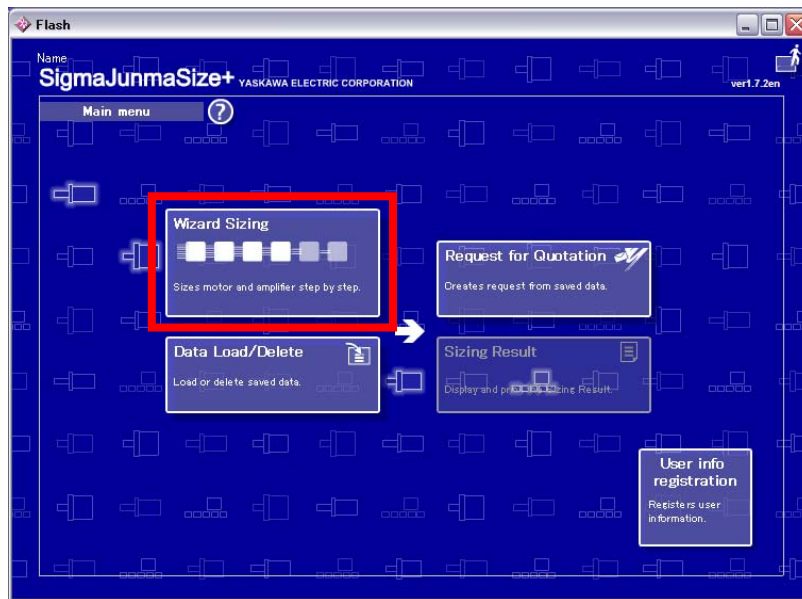 Flash
Name
SigmaJunmaSize+ YASKAWA ELECTRIC CORPORATION
ver1.7.2en
Main menu ?
Wizard Sizing
Sizes motor and amplifier step by step.
Request for Quotation
Creates request from saved data.
Data Load/Delete
Load or delete saved data.
Sizing Result
Display and Sizing Result.
User info
registration
Registers user
information.